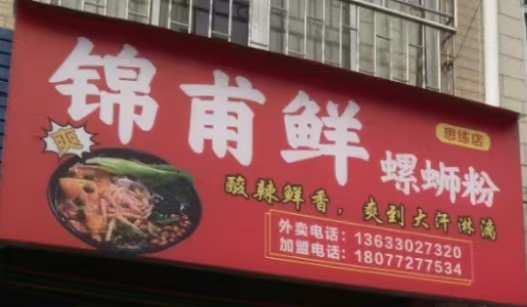 锦甫鲜
思练店
爽
螺蛳粉
酸辣鲜香，爽到大汗淋漓
外卖电话：13633027320
加盟电话：18077277534